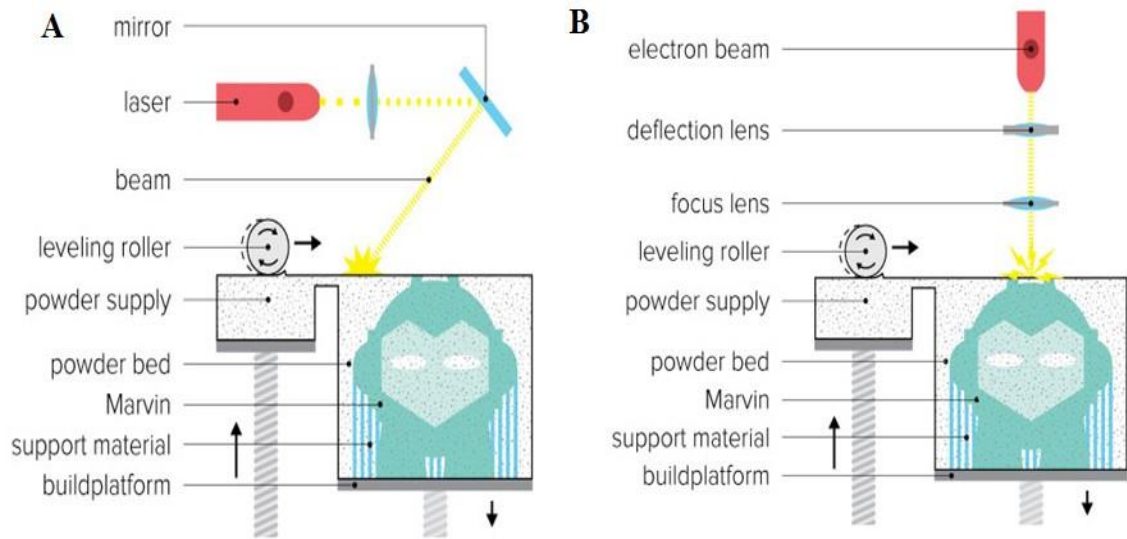 A
mirror
laser
beam
leveling roller
powder supply
powder bed
Marvin
support material
buildplatform
B
electron beam
deflection lens
focus lens
leveling roller
powder supply
powder bed
Marvin
support material
buildplatform